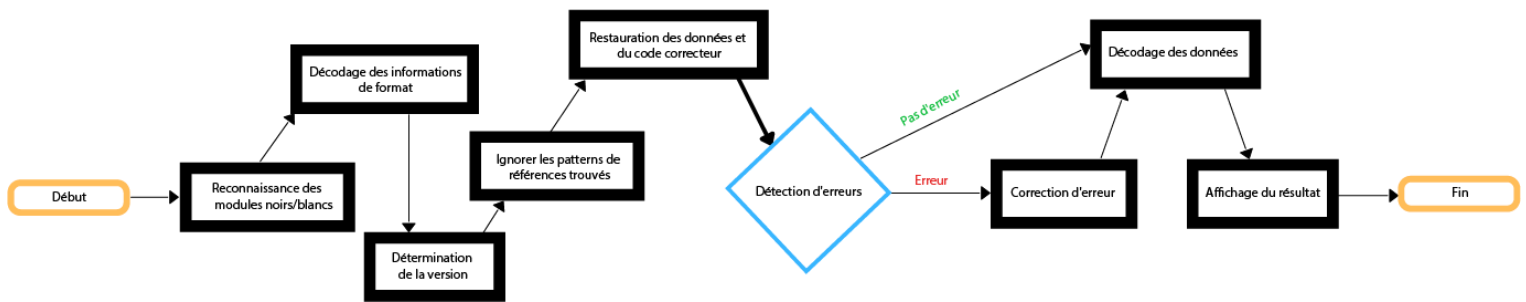 Début
Reconnaissance des
modules noirs/blancs
Décodage des informations
de format
Détermination
de la version
Ignorer les patterns de
références trouvés
Restauration des données et
du code correcteur
Détection d'erreurs
Pas d'erreur
Erreur
Correction d'erreur
Décodage des données
Affichage du résultat
Fin